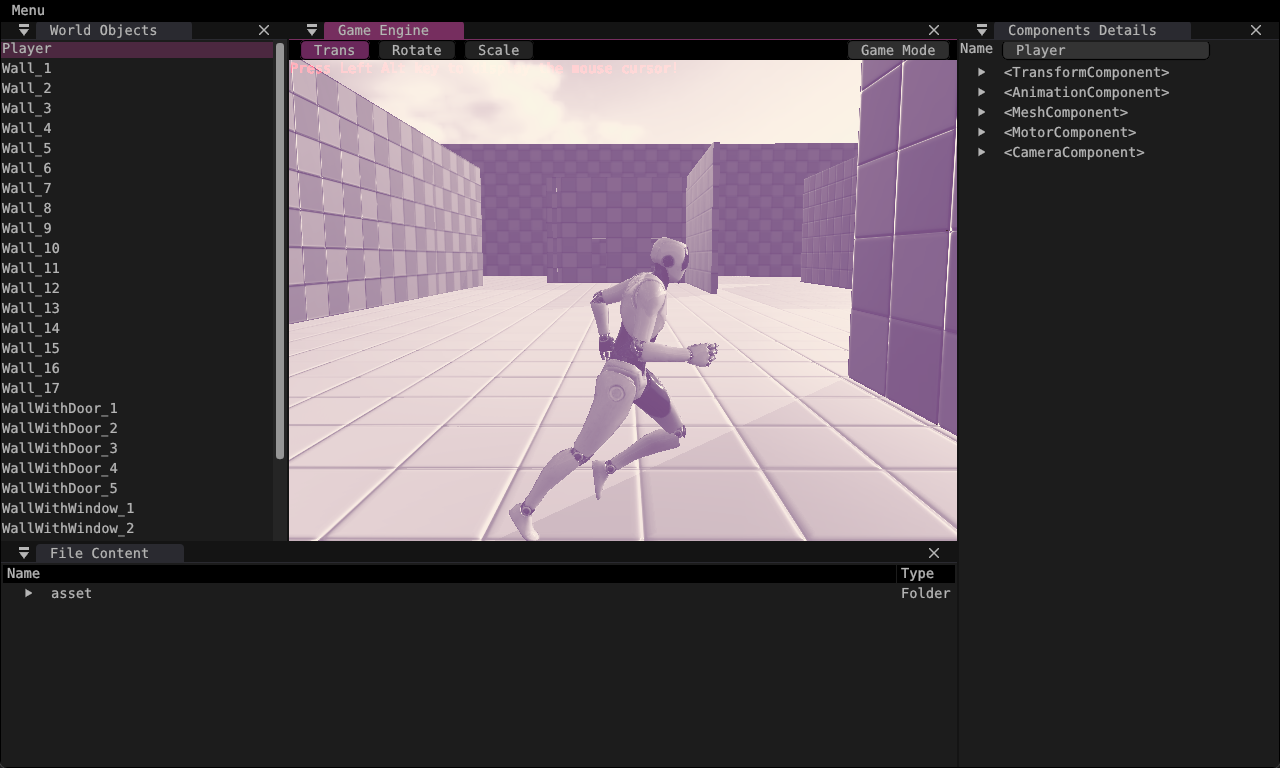 Menu
World Objects
Player
Wall_1
Wall_2
Wall_3
Wall_4
Wall_5
Wall_6
Wall_7
Wall_8
Wall_9
Wall_10
Wall_11
Wall_12
Wall_13
Wall_14
Wall_15
Wall_16
Wall_17
WallWithDoor_1
WallWithDoor_2
WallWithDoor_3
WallWithDoor_4
WallWithDoor_5
WallWithWindow_1
WallWithWindow_2
Game Engine
Trans Rotate Scale Game Mode
Press Left Alt mouse cursor!
Components Details
Name Player
<TransformComponent>
<AnimationComponent>
<MeshComponent>
<MotorComponent>
<CameraComponent>
File Content
Name Type
asset Folder